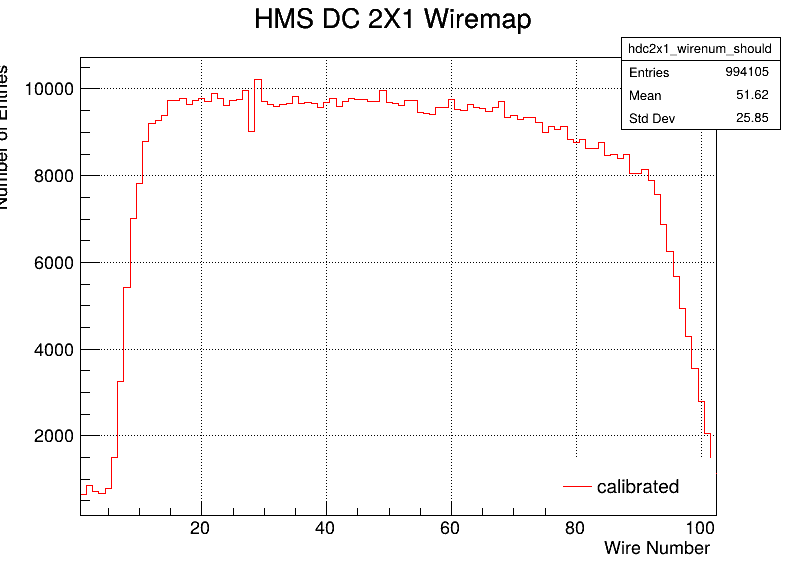 HMS DC 2X1 Wiremap
hdc2x1_wirenum_should
Entries 994105
Mean 51.62
Std Dev 25.85
Number of Entries
10000
8000
6000
4000
2000
calibrated
20 40 60 80 100
Wire Number